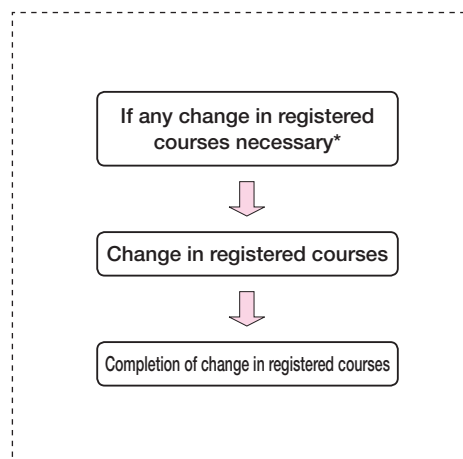 If any change in registered
courses necessary*
Change in registered courses
Completion of change in registered courses